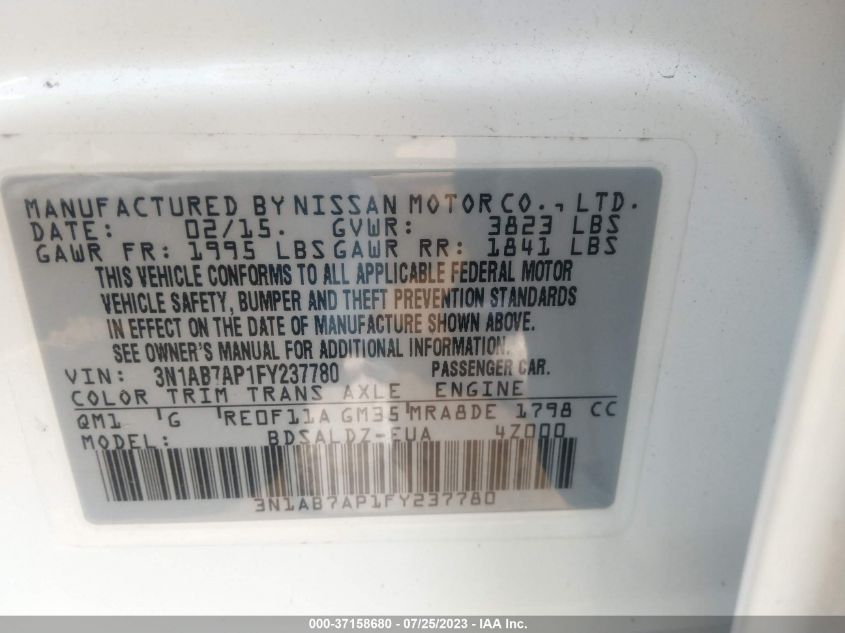 MANUFACTURED BY NISSAN MOTOR CO., LTD.
DATE: 02/15. GVWR: 3823 LBS
GAWR FR: 1995 LBS GAWR RR: 1841 LBS
THIS VEHICLE CONFORMS TO ALL APPLICABLE FEDERAL MOTOR
VEHICLE SAFETY, BUMPER AND THEFT PREVENTION STANDARDS
IN EFFECT ON THE DATE OF MANUFACTURE SHOWN ABOVE.
SEE OWNER'S MANUAL FOR ADDITIONAL INFORMATION.
VIN: 3N1AB7AP1FY237780 PASSENGER CAR.
COLOR TRIM TRANS AXLE ENGINE
QM1 G RE0F11A GM35 MRA8DE 1798 CC
MODEL: BDSALDZ-EUA 4Z000
3N1AB7AP1FY237780
000-37158680 - 07/25/2023 - IAA Inc.